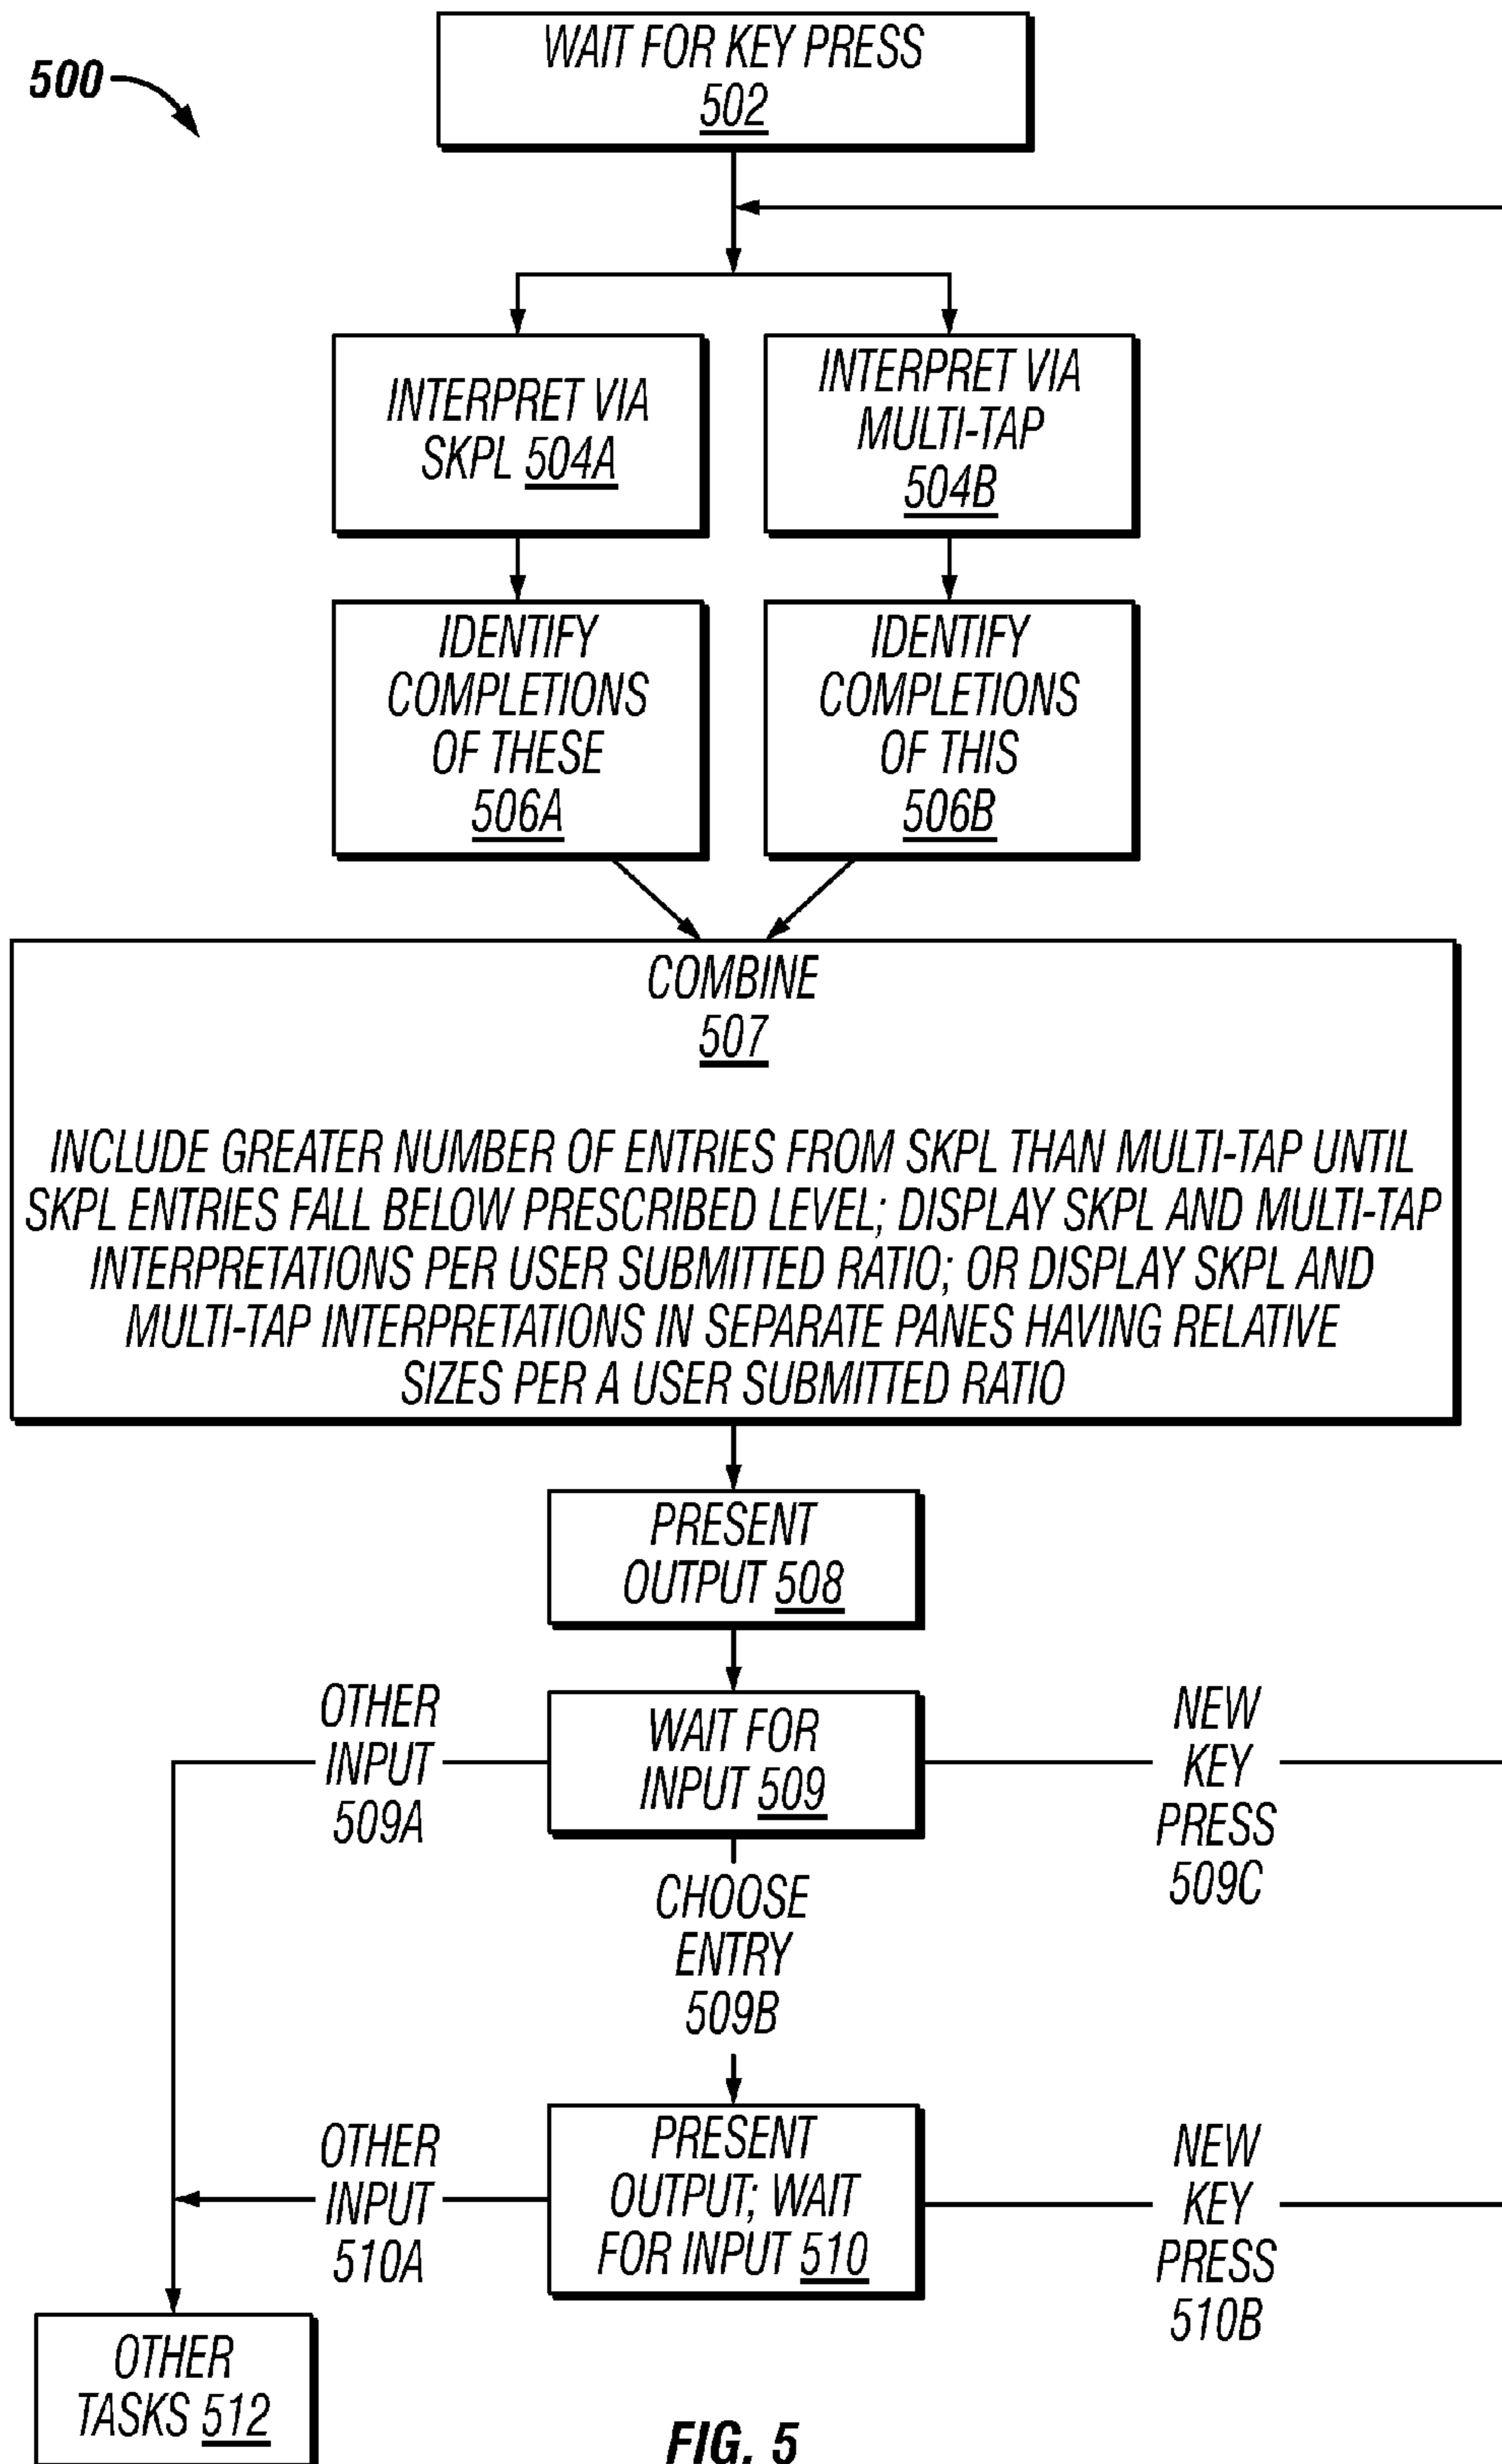 500
WAIT FOR KEY PRESS
502
INTERPRET VIA
SKPL 504A
INTERPRET VIA
MULTI-TAP
504B
IDENTIFY
COMPLETIONS
OF THESE
506A
IDENTIFY
COMPLETIONS
OF THIS
506B
COMBINE
507
INCLUDE GREATER NUMBER OF ENTRIES FROM SKPL THAN MULTI-TAP UNTIL
SKPL ENTRIES FALL BELOW PRESCRIBED LEVEL; DISPLAY SKPL AND MULTI-TAP
INTERPRETATIONS PER USER SUBMITTED RATIO; OR DISPLAY SKPL AND
MULTI-TAP INTERPRETATIONS IN SEPARATE PANES HAVING RELATIVE
SIZES PER A USER SUBMITTED RATIO
PRESENT
OUTPUT 508
OTHER
INPUT
509A
WAIT FOR
INPUT 509
NEW
KEY
PRESS
509C
CHOOSE
ENTRY
509B
OTHER
INPUT
510A
PRESENT
OUTPUT; WAIT
FOR INPUT 510
NEW
KEY
PRESS
510B
OTHER
TASKS 512
FIG. 5